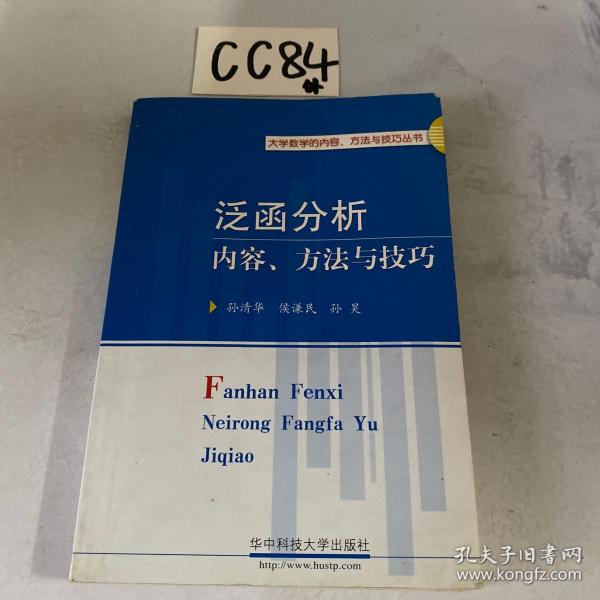 CC84
大学数学的内容、方法与技巧丛书
泛函分析
内容、方法与技巧
孙清华 侯谦民 孙昊
Fanhan Fenxi
Neirong Fangfa Yu
Jiqiao
华中科技大学出版社
http://www.hustp.com
孔夫子旧书网
www.kongfz.com